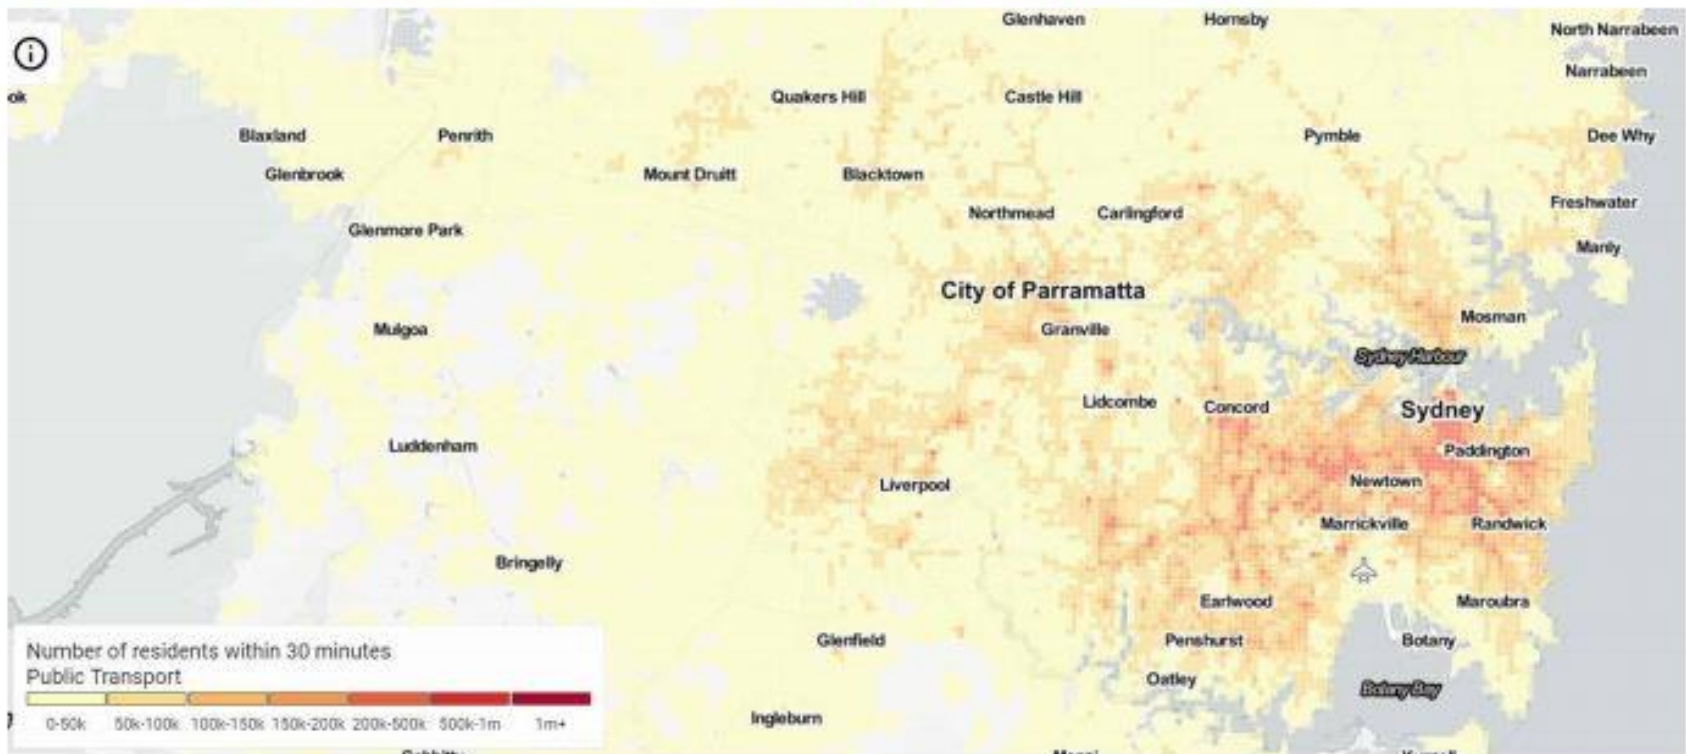 Glenhaven
Hornsby
North Narrabeen
Narrabeen
ok
Quakers Hill
Castle Hill
Blaxland
Penrith
Pymble
Dee Why
Glenbrook
Mount Druitt
Blacktown
Freshwater
Northmead
Carlingford
Glenmore Park
Manly
City of Parramatta
Mulgoa
Granville
Mosman
Sydney Harbour
Lidcombe
Concord
Sydney
Luddenham
Paddington
Liverpool
Newtown
Marrickville
Randwick
Bringelly
Earlwood
Maroubra
Glenfield
Penshurst
Botany
Oatley
Botany Bay
Ingleburn
Number of residents within 30 minutes
Public Transport
0-50k 50k-100k 100k-150k 150k-200k 200k-500k 500k-1m 1m+